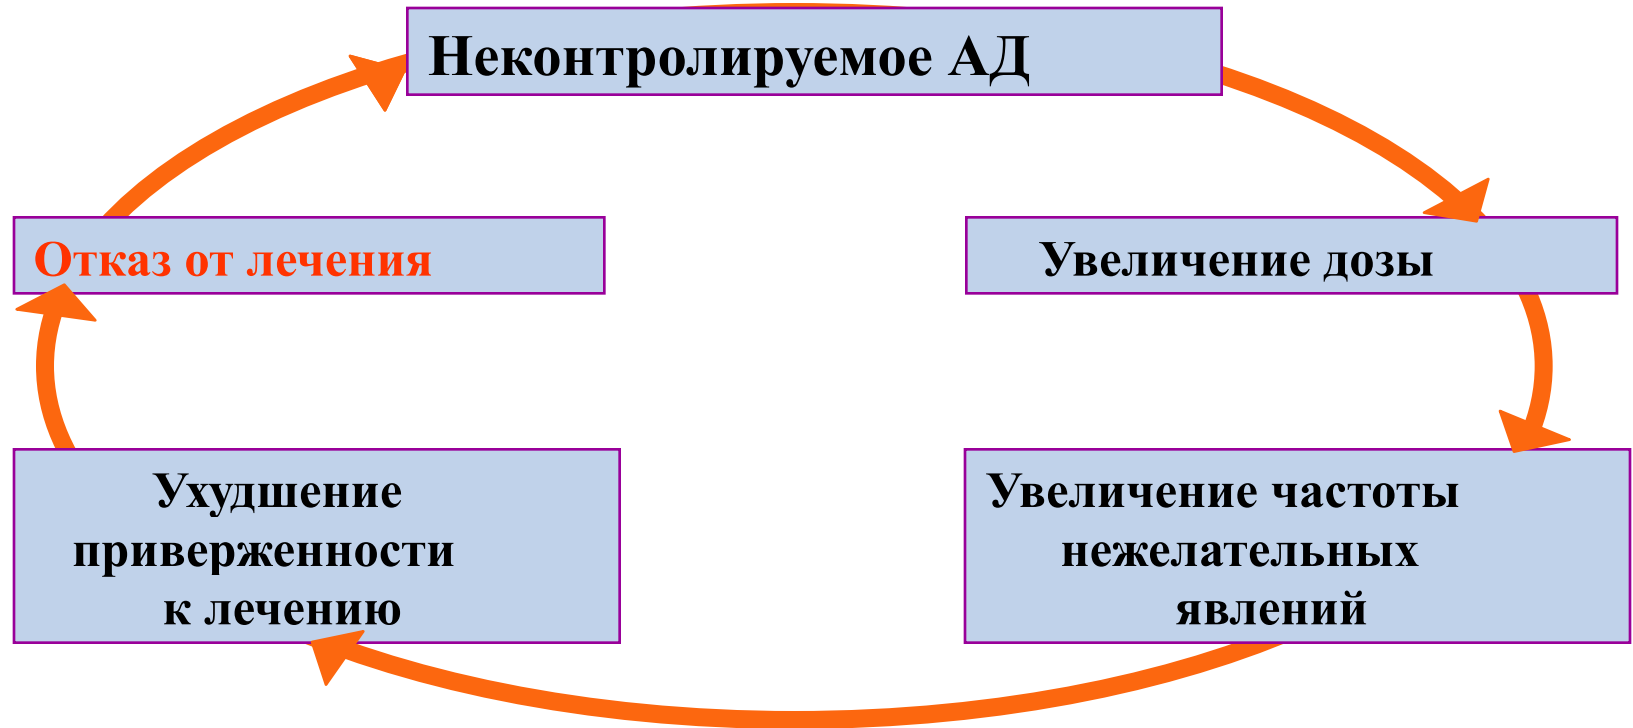 Неконтролируемое АД
Отказ от лечения
Увеличение дозы
Ухудшение
приверженности
к лечению
Увеличение частоты
нежелательных
явлений